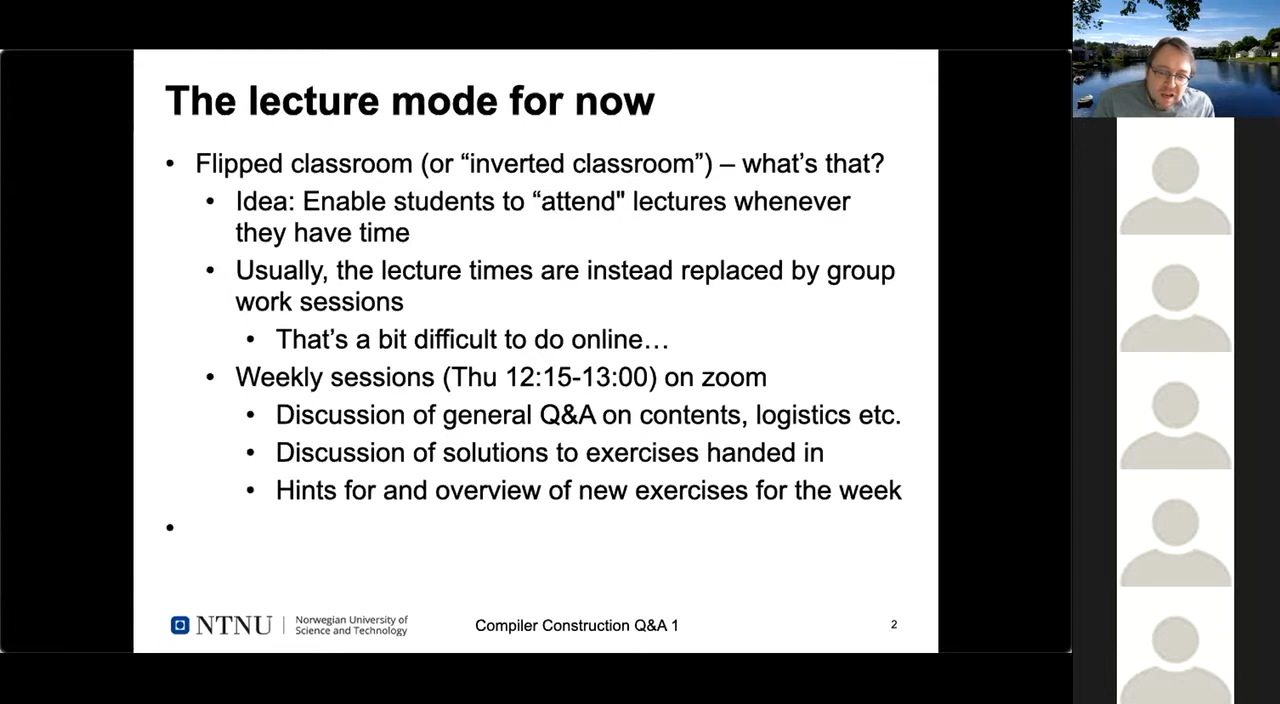 The lecture mode for now
• Flipped classroom (or “inverted classroom”) – what’s that?
• Idea: Enable students to “attend" lectures whenever
they have time
• Usually, the lecture times are instead replaced by group
work sessions
• That’s a bit difficult to do online…
• Weekly sessions (Thu 12:15-13:00) on zoom
• Discussion of general Q&A on contents, logistics etc.
• Discussion of solutions to exercises handed in
• Hints for and overview of new exercises for the week
•
NTNU
Norwegian University of
Science and Technology
Compiler Construction Q&A 1
2